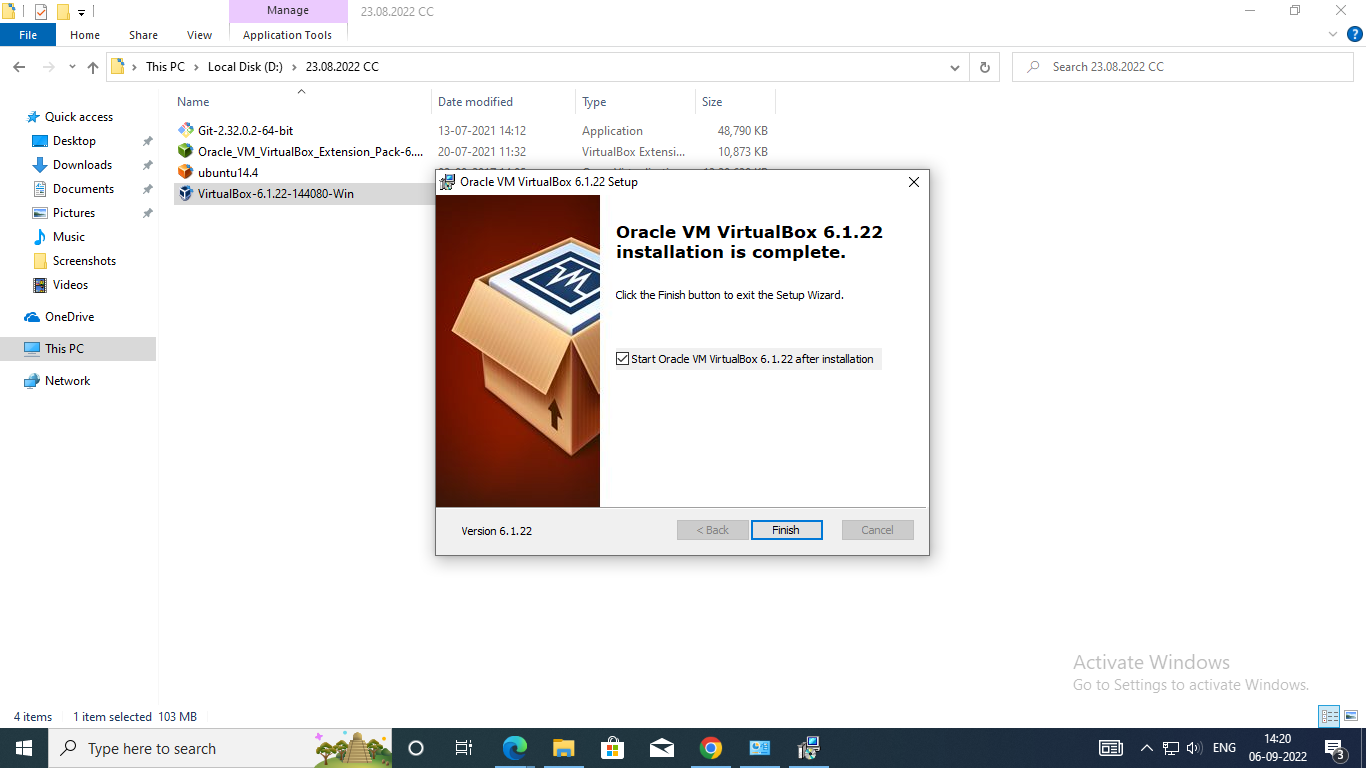 Manage
23.08.2022 CC
File
Home
Share
View
Application Tools
This PC
Local Disk (D:)
23.08.2022 CC
Search 23.08.2022 CC
Name
Date modified
Type
Size
Quick access
Desktop
Downloads
Documents
Pictures
Music
Screenshots
Videos
OneDrive
This PC
Network
Git-2.32.0.2-64-bit
13-07-2021 14:12
Application
48,790 KB
Oracle_VM_VirtualBox_Extension_Pack-6....
20-07-2021 11:32
VirtualBox Extensi...
10,873 KB
ubuntu14.4
VirtualBox-6.1.22-144080-Win
Oracle VM VirtualBox 6.1.22 Setup
Oracle VM VirtualBox 6.1.22
installation is complete.
Click the Finish button to exit the Setup Wizard.
Start Oracle VM VirtualBox 6.1.22 after installation
Version 6.1.22
< Back
Finish
Cancel
Activate Windows
Go to Settings to activate Windows.
4 items
1 item selected 103 MB
Type here to search
ENG
14:20
06-09-2022
3